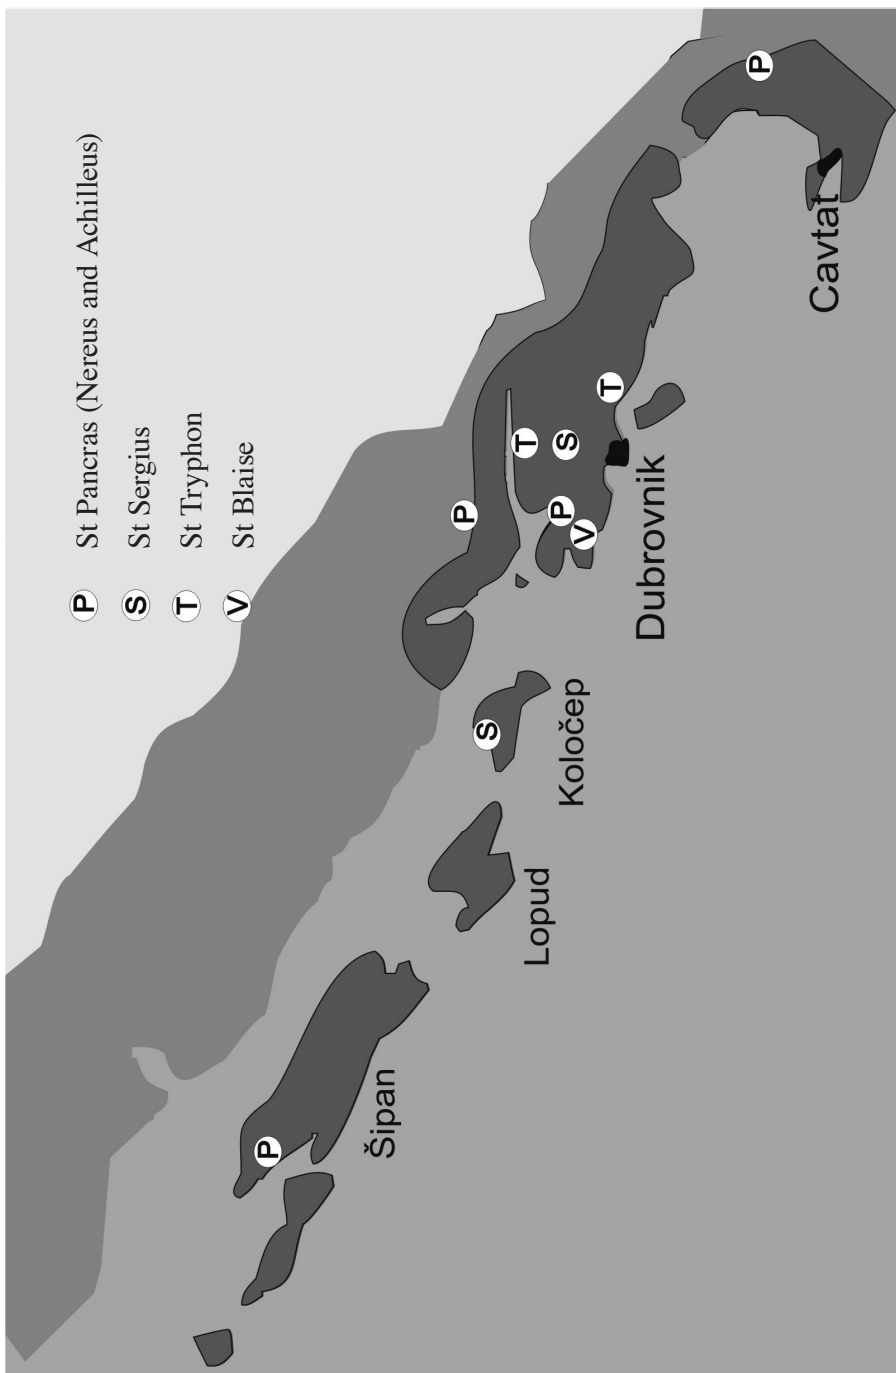 P St Pancras (Nereus and Achilleus)
S St Sergius
T St Tryphon
V St Blaise
P
Šipan
Lopud
S
Koločep
P
T
S
P
V
T
Dubrovnik
P
Cavtat